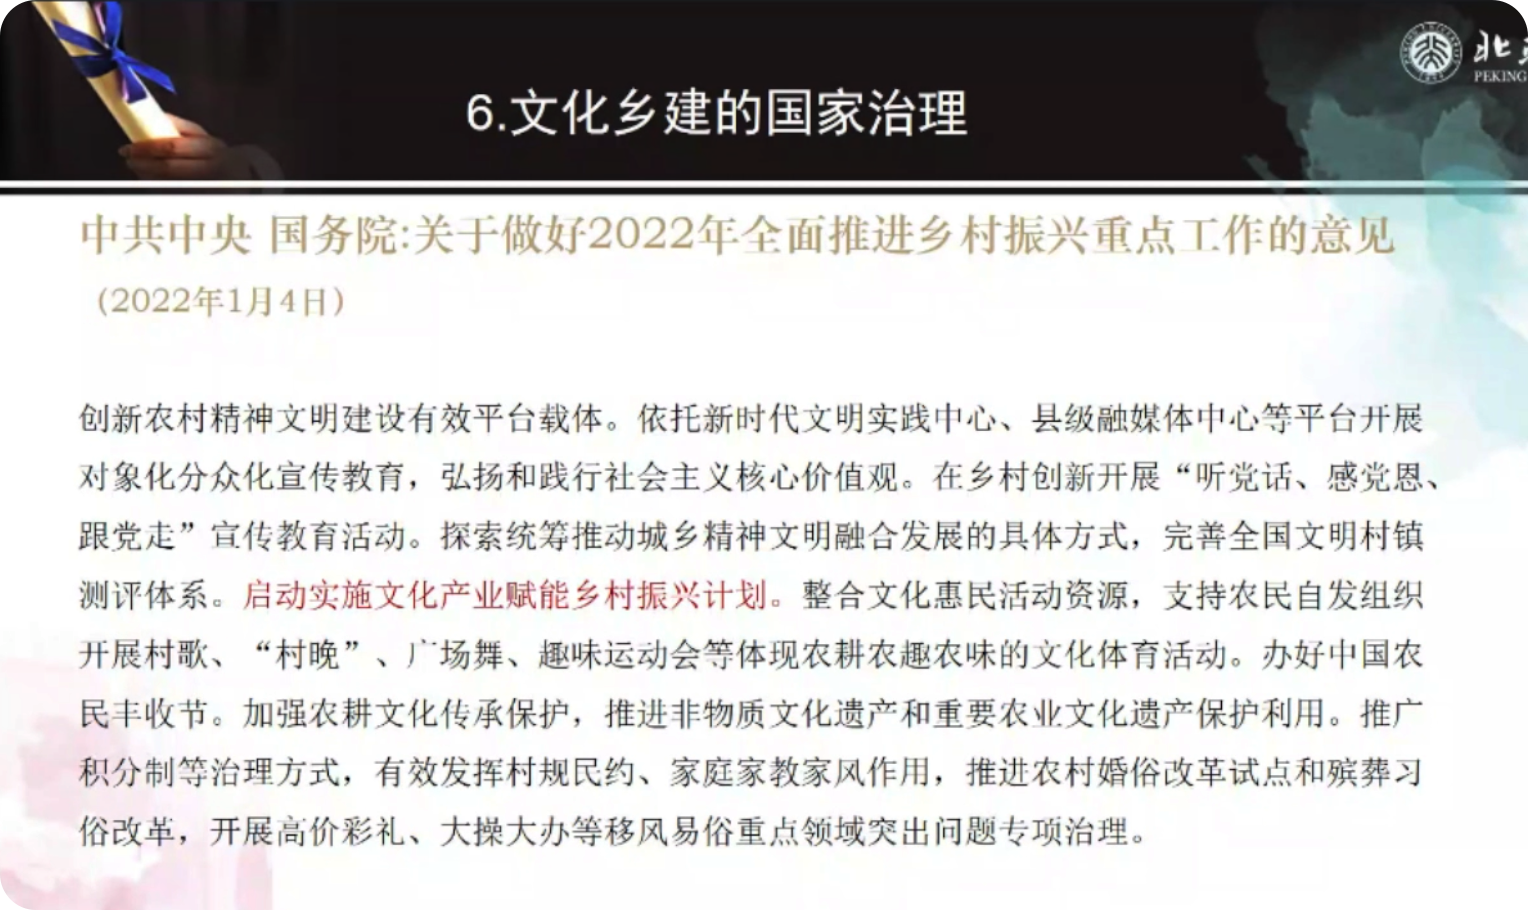 6.文化乡建的国家治理
PEKING
中共中央 国务院:关于做好2022年全面推进乡村振兴重点工作的意见
（2022年1月4日）
创新农村精神文明建设有效平台载体。依托新时代文明实践中心、县级融媒体中心等平台开展
对象化分众化宣传教育，弘扬和践行社会主义核心价值观。在乡村创新开展“听党话、感党恩、
跟党走”宣传教育活动。探索统筹推动城乡精神文明融合发展的具体方式，完善全国文明村镇
测评体系。启动实施文化产业赋能乡村振兴计划。整合文化惠民活动资源，支持农民自发组织
开展村歌、“村晚”、广场舞、趣味运动会等体现农耕农趣农味的文化体育活动。办好中国农
民丰收节。加强农耕文化传承保护，推进非物质文化遗产和重要农业文化遗产保护利用。推广
积分制等治理方式，有效发挥村规民约、家庭家教家风作用，推进农村婚俗改革试点和殡葬习
俗改革，开展高价彩礼、大操大办等移风易俗重点领域突出问题专项治理。